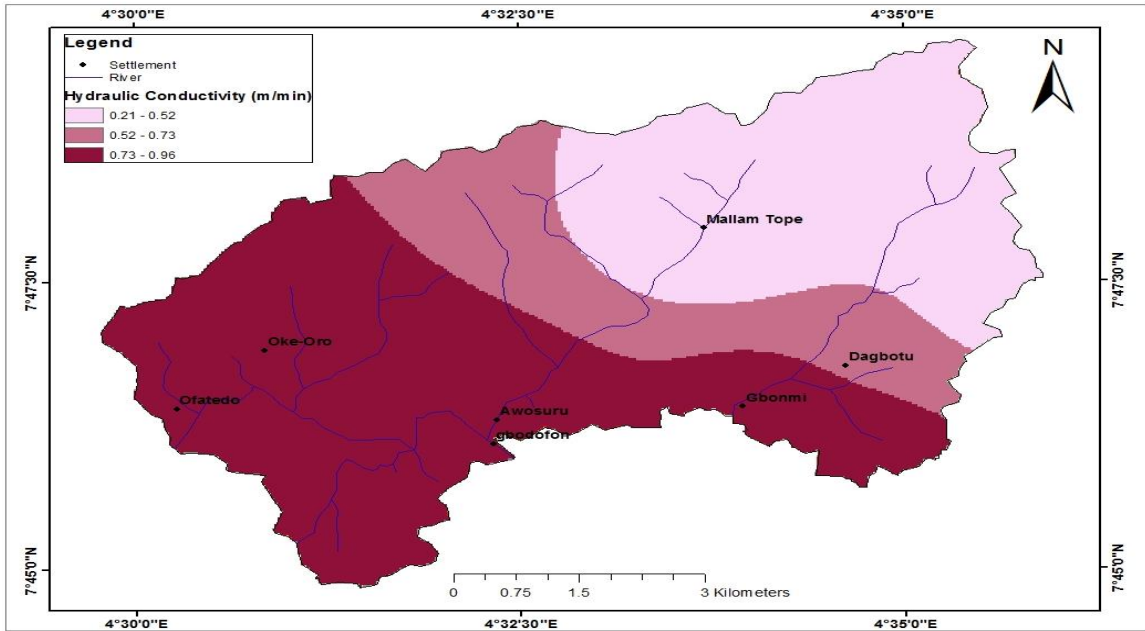 4°30'0"E 4°32'30"E 4°35'0"E
Legend
Settlement
River
Hydraulic Conductivity (m/min)
0.21 - 0.52
0.52 - 0.73
0.73 - 0.96
N
Mallam Tope
7°47'30"N 7°47'30"N
Oke-Oro
Dagbotu
Ofatedo
Gbonmi
Awosuru
gbodofon
7°45'0"N 7°45'0"N
0 0.75 1.5 3 Kilometers
4°30'0"E 4°32'30"E 4°35'0"E